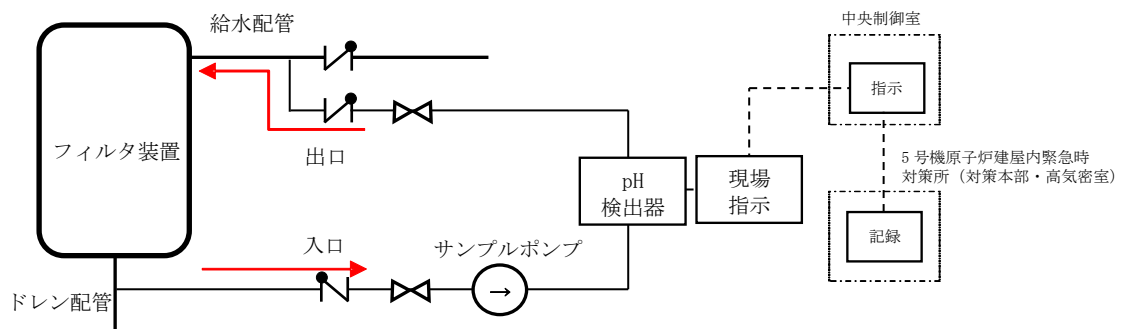 中央制御室
給水配管
指示
フィルタ装置
出口
5号機原子炉建屋内緊急時
対策所（対策本部・高気密室）
pH
検出器
現場
指示
記録
入口
サンプルポンプ
→
ドレン配管